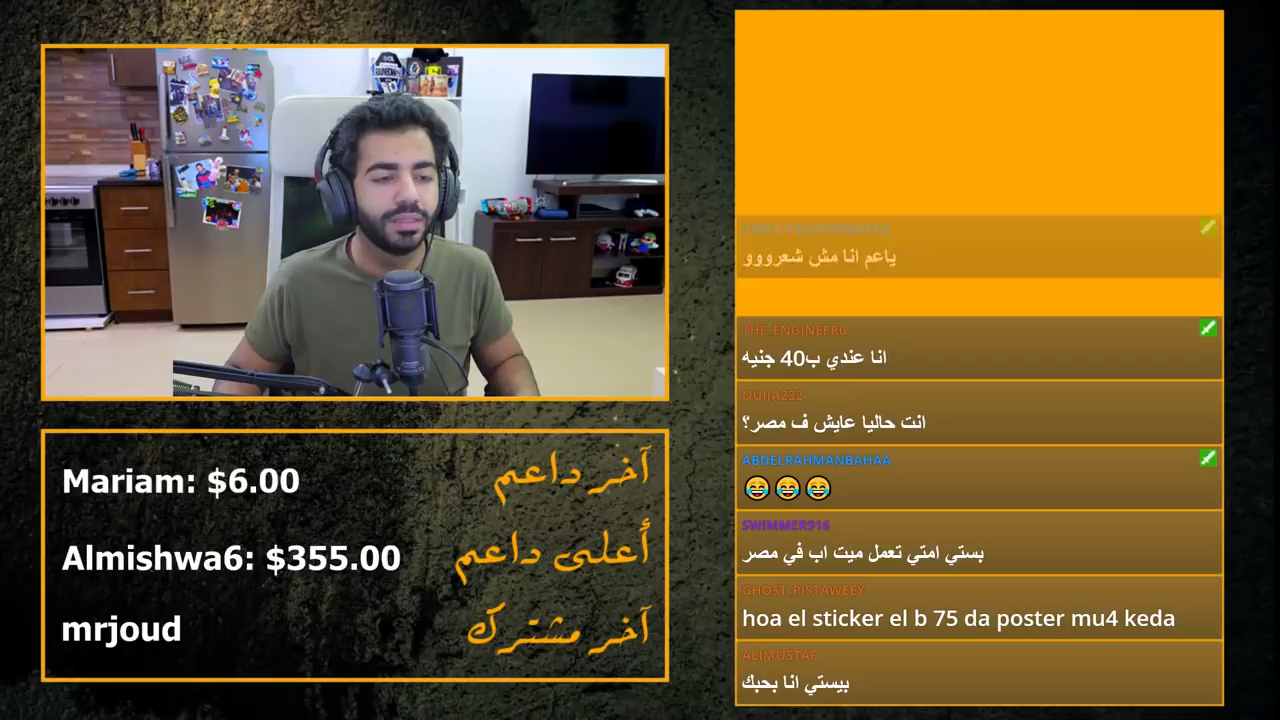 Mariam: $6.00
آخر داعم
Almishwa6: $355.00
أعلى داعم
mrjoud
آخر مشترك
ياعم انا مش شعرووو
THE_ENGINEER0
انا عندي ب40 جنيه
OUIJA232
انت حاليا عايش ف مصر؟
ABDELRAHMANBAHAA
😂😂😂
SWIMMER916
بستي امتي تعمل ميت اب في مصر
GHOST_PISTAWEEY
hoa el sticker el b 75 da poster mu4 keda
ALIMOSTAF
بيستي انا بحبك